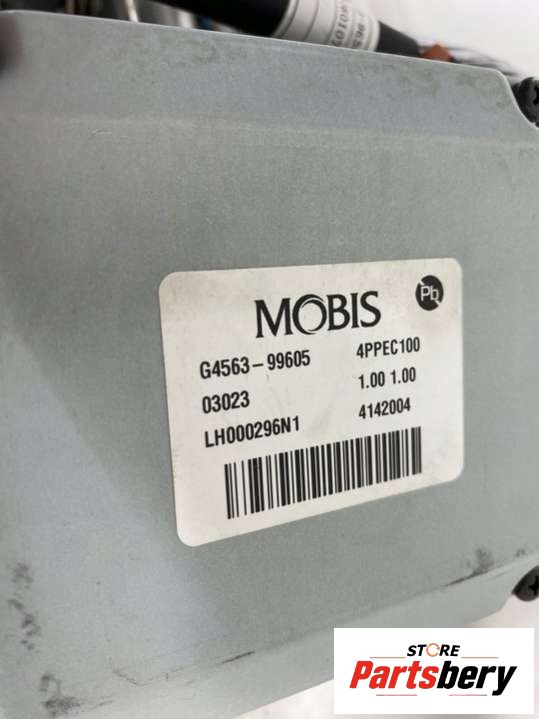 Pb
MOBIS
G4563-99605 4PPEC100
03023 1.00 1.00
LH000296N1 4142004
STORE
Partsbery